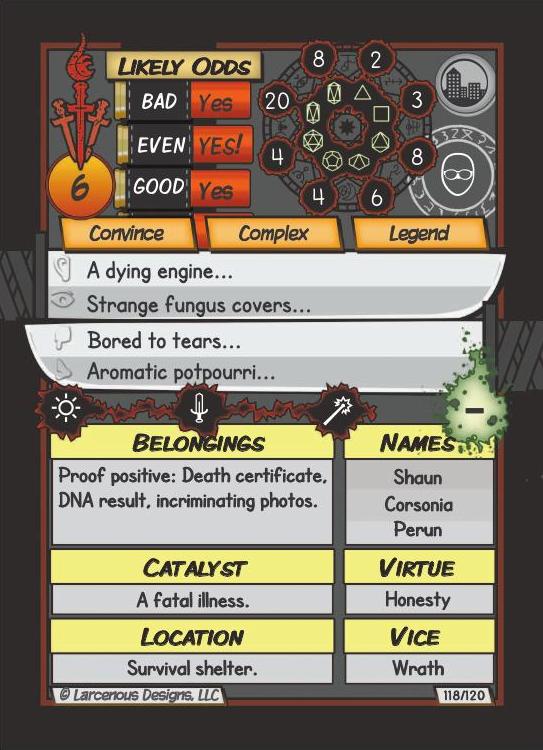 LIKELY ODDS
BAD Yes
EVEN YES!
GOOD Yes
6
8
2
20
3
4
8
4
6
Convince Complex Legend
A dying engine...
Strange fungus covers...
Bored to tears...
Aromatic potpourri...
-
BELONGINGS
Proof positive: Death certificate,
DNA result, incriminating photos.
NAMES
Shaun
Corsonia
Perun
CATALYST
A fatal illness.
VIRTUE
Honesty
LOCATION
Survival shelter.
VICE
Wrath
© Larcenous Designs, LLC
118/120